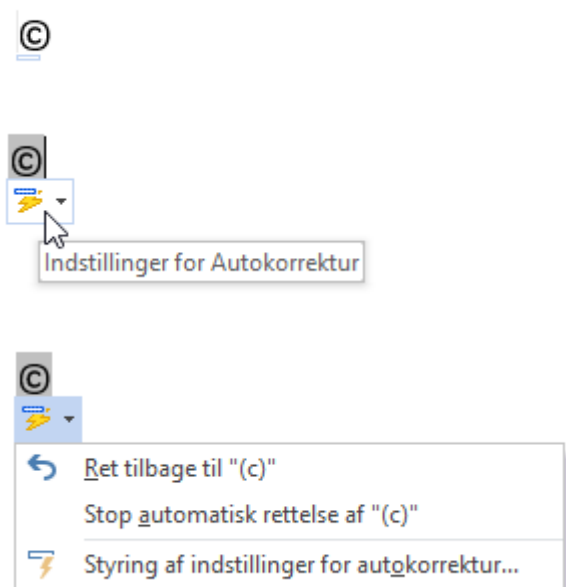 ©
©
Indstillinger for Autokorrektur
©
Ret tilbage til "(c)"
Stop automatisk rettelse af "(c)"
Styring af indstillinger for autokorrektur...